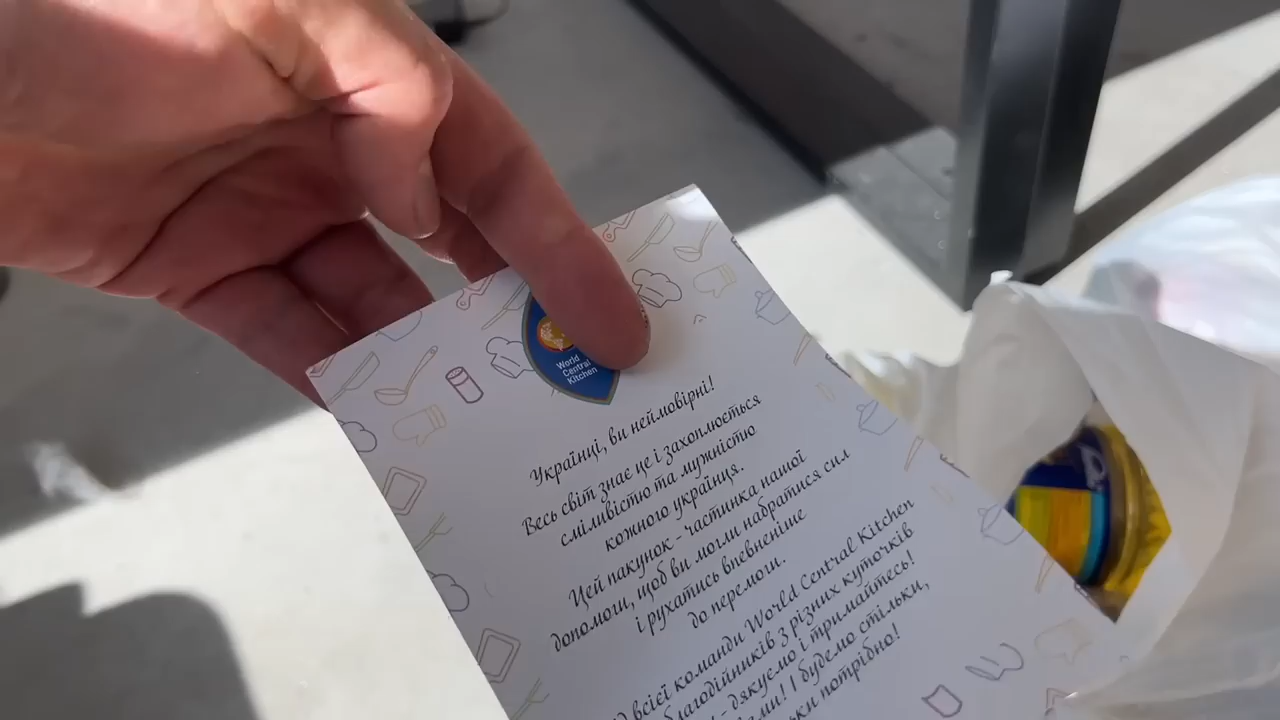 World
Central
Kitchen
Українці, ви неймовірні!
Весь світ знає це і захоплюється
сміливістю та мужністю
кожного українця.
Цей пакунок - частинка нашої
допомоги, щоб ви могли набратися сил
і рухатись впевненіше
до перемоги.
всієї команди World Central Kitchen
благодійників з різних куточків
- дякуємо і тримайтесь!
І будемо стільки,
потрібно!